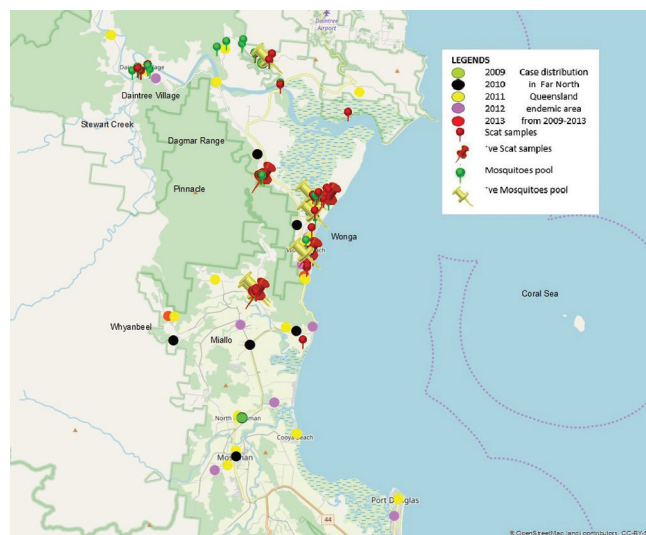 Daintree
Airport
LEGENDS
2009 Case distribution
2010 in Far North
2011 Queensland
2012 endemic area
2013 from 2009-2013
Scat samples
+ve Scat samples
Mosquitoes pool
+ve Mosquitoes pool
Daintree Village
Stewart Creek
Dagmar Range
Pinnacle
Wonga
Coral Sea
Whyanbeel
Miallo
North
Cooya Beach
Port Douglas
44
© OpenStreetMap (and) contributors, CC-BY-